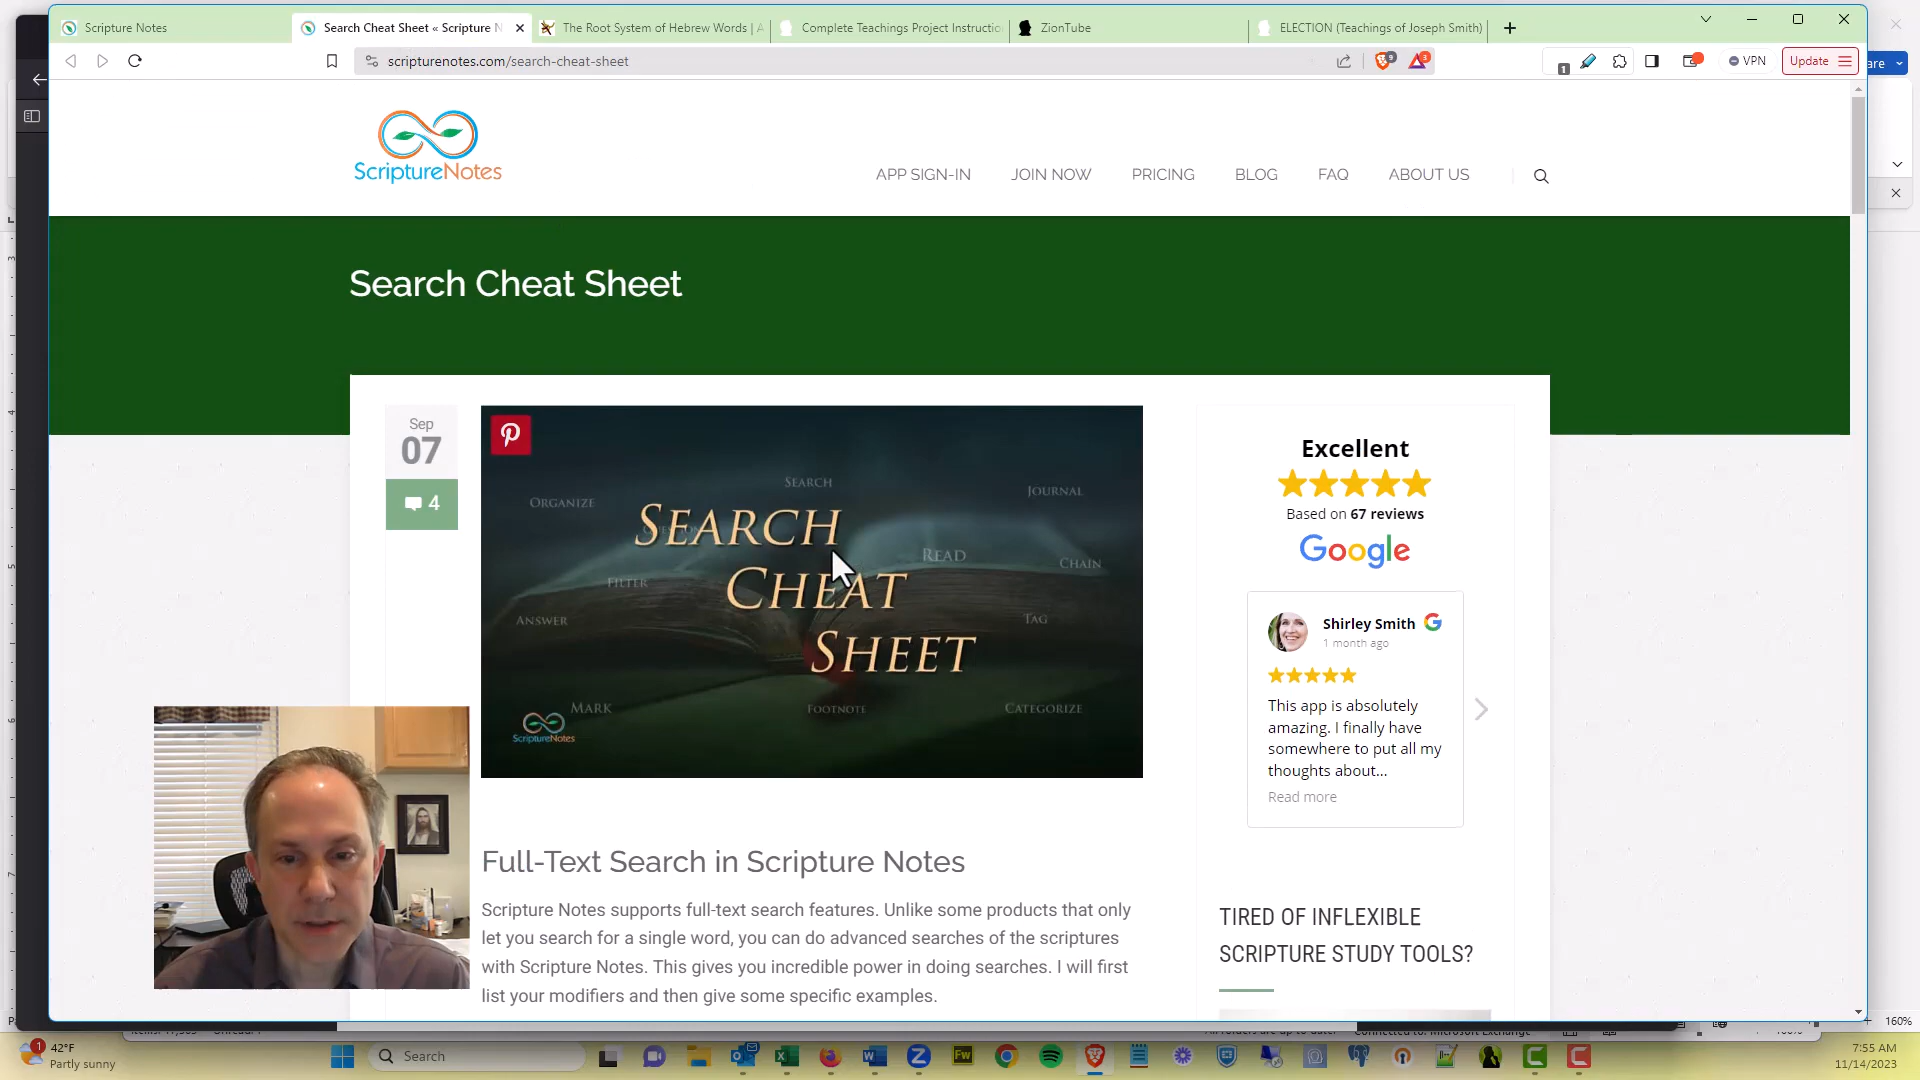 Scripture Notes
Search Cheat Sheet « Scripture N
The Root System of Hebrew Words | A
Complete Teachings Project Instructio
ZionTube
ELECTION (Teachings of Joseph Smith)
scripturenotes.com/search-cheat-sheet
9
3
1
VPN
Update
are
ScriptureNotes
APP SIGN-IN
JOIN NOW
PRICING
BLOG
FAQ
ABOUT US
Search Cheat Sheet
Sep
07
4
SEARCH
ORGANIZE
JOURNAL
SEARCH
READ
CHAIN
FILTER
CHEAT
ANSWER
TAG
SHEET
MARK
FOOTNOTE
CATEGORIZE
ScriptureNotes
Excellent
Based on 67 reviews
Google
Shirley Smith
1 month ago
This app is absolutely
amazing. I finally have
somewhere to put all my
thoughts about...
Read more
Full-Text Search in Scripture Notes
Scripture Notes supports full-text search features. Unlike some products that only
let you search for a single word, you can do advanced searches of the scriptures
with Scripture Notes. This gives you incredible power in doing searches. I will first
list your modifiers and then give some specific examples.
TIRED OF INFLEXIBLE
SCRIPTURE STUDY TOOLS?
160%
1
42°F
Partly sunny
Search
Fw
7:55 AM
11/14/2023